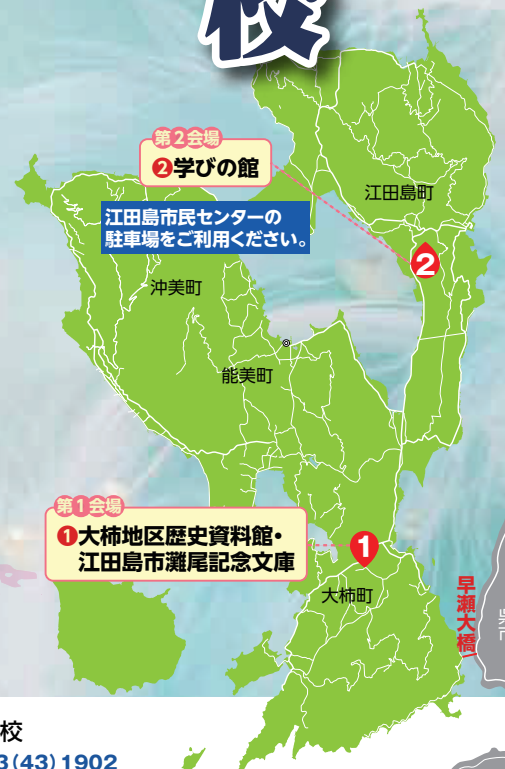 校
第2会場
❷学びの館
江田島市民センターの
駐車場をご利用ください。
江田島町
2
沖美町
能美町
第1会場
❶大柿地区歴史資料館・
江田島市灘尾記念文庫
1
大柿町
早瀬大橋
呉市
校
3(43)1902